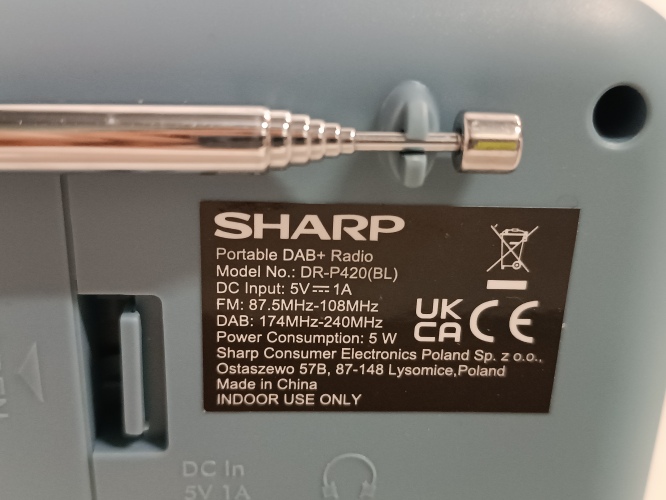 SHARP
Portable DAB+ Radio
Model No.: DR-P420(BL)
DC Input: 5V⎓1A
FM: 87.5MHz-108MHz
DAB: 174MHz-240MHz
Power Consumption: 5 W
UK
CA CE
Sharp Consumer Electronics Poland Sp. z o.o.,
Ostaszewo 57B, 87-148 Lysomice,Poland
Made in China
INDOOR USE ONLY
DC In
5V 1A